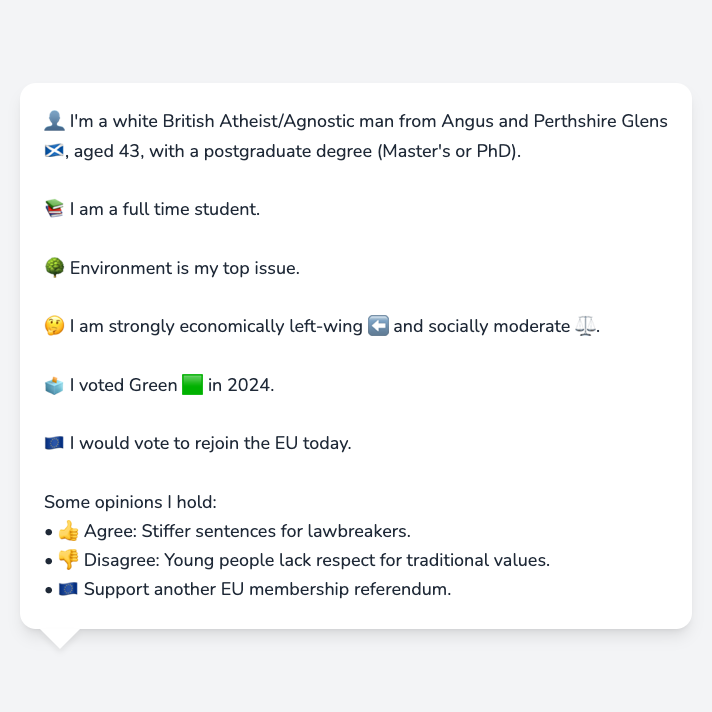 👤 I'm a white British Atheist/Agnostic man from Angus and Perthshire Glens
🏴󠁧󠁢󠁳󠁣󠁴󠁿, aged 43, with a postgraduate degree (Master's or PhD).
📚 I am a full time student.
🌳 Environment is my top issue.
🤔 I am strongly economically left-wing ⬅️ and socially moderate ⚖️.
🗳️ I voted Green 🟩 in 2024.
🇪🇺 I would vote to rejoin the EU today.
Some opinions I hold:
• 👍 Agree: Stiffer sentences for lawbreakers.
• 👎 Disagree: Young people lack respect for traditional values.
• 🇪🇺 Support another EU membership referendum.